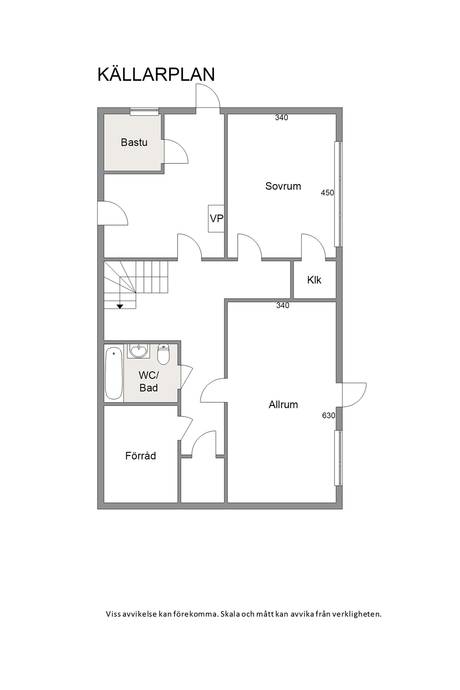 KÄLLARPLAN
340
Bastu
Sovrum
450
VP
Klk
340
WC/
Bad
Allrum
630
Förråd
Viss avvikelse kan förekomma. Skala och mått kan avvika från verkligheten.